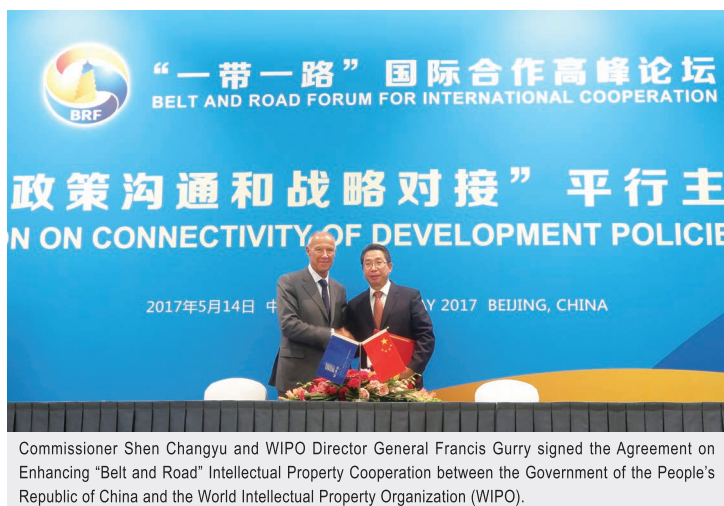 “一带一路”国际合作高峰论坛
BELT AND ROAD FORUM FOR INTERNATIONAL COOPERATION
BRF
政策沟通和战略对接”平行主
N ON CONNECTIVITY OF DEVELOPMENT POLICIE
2017年5月14日 中 Y 2017 BEIJING, CHINA
Commissioner Shen Changyu and WIPO Director General Francis Gurry signed the Agreement on
Enhancing “Belt and Road” Intellectual Property Cooperation between the Government of the People’s
Republic of China and the World Intellectual Property Organization (WIPO).